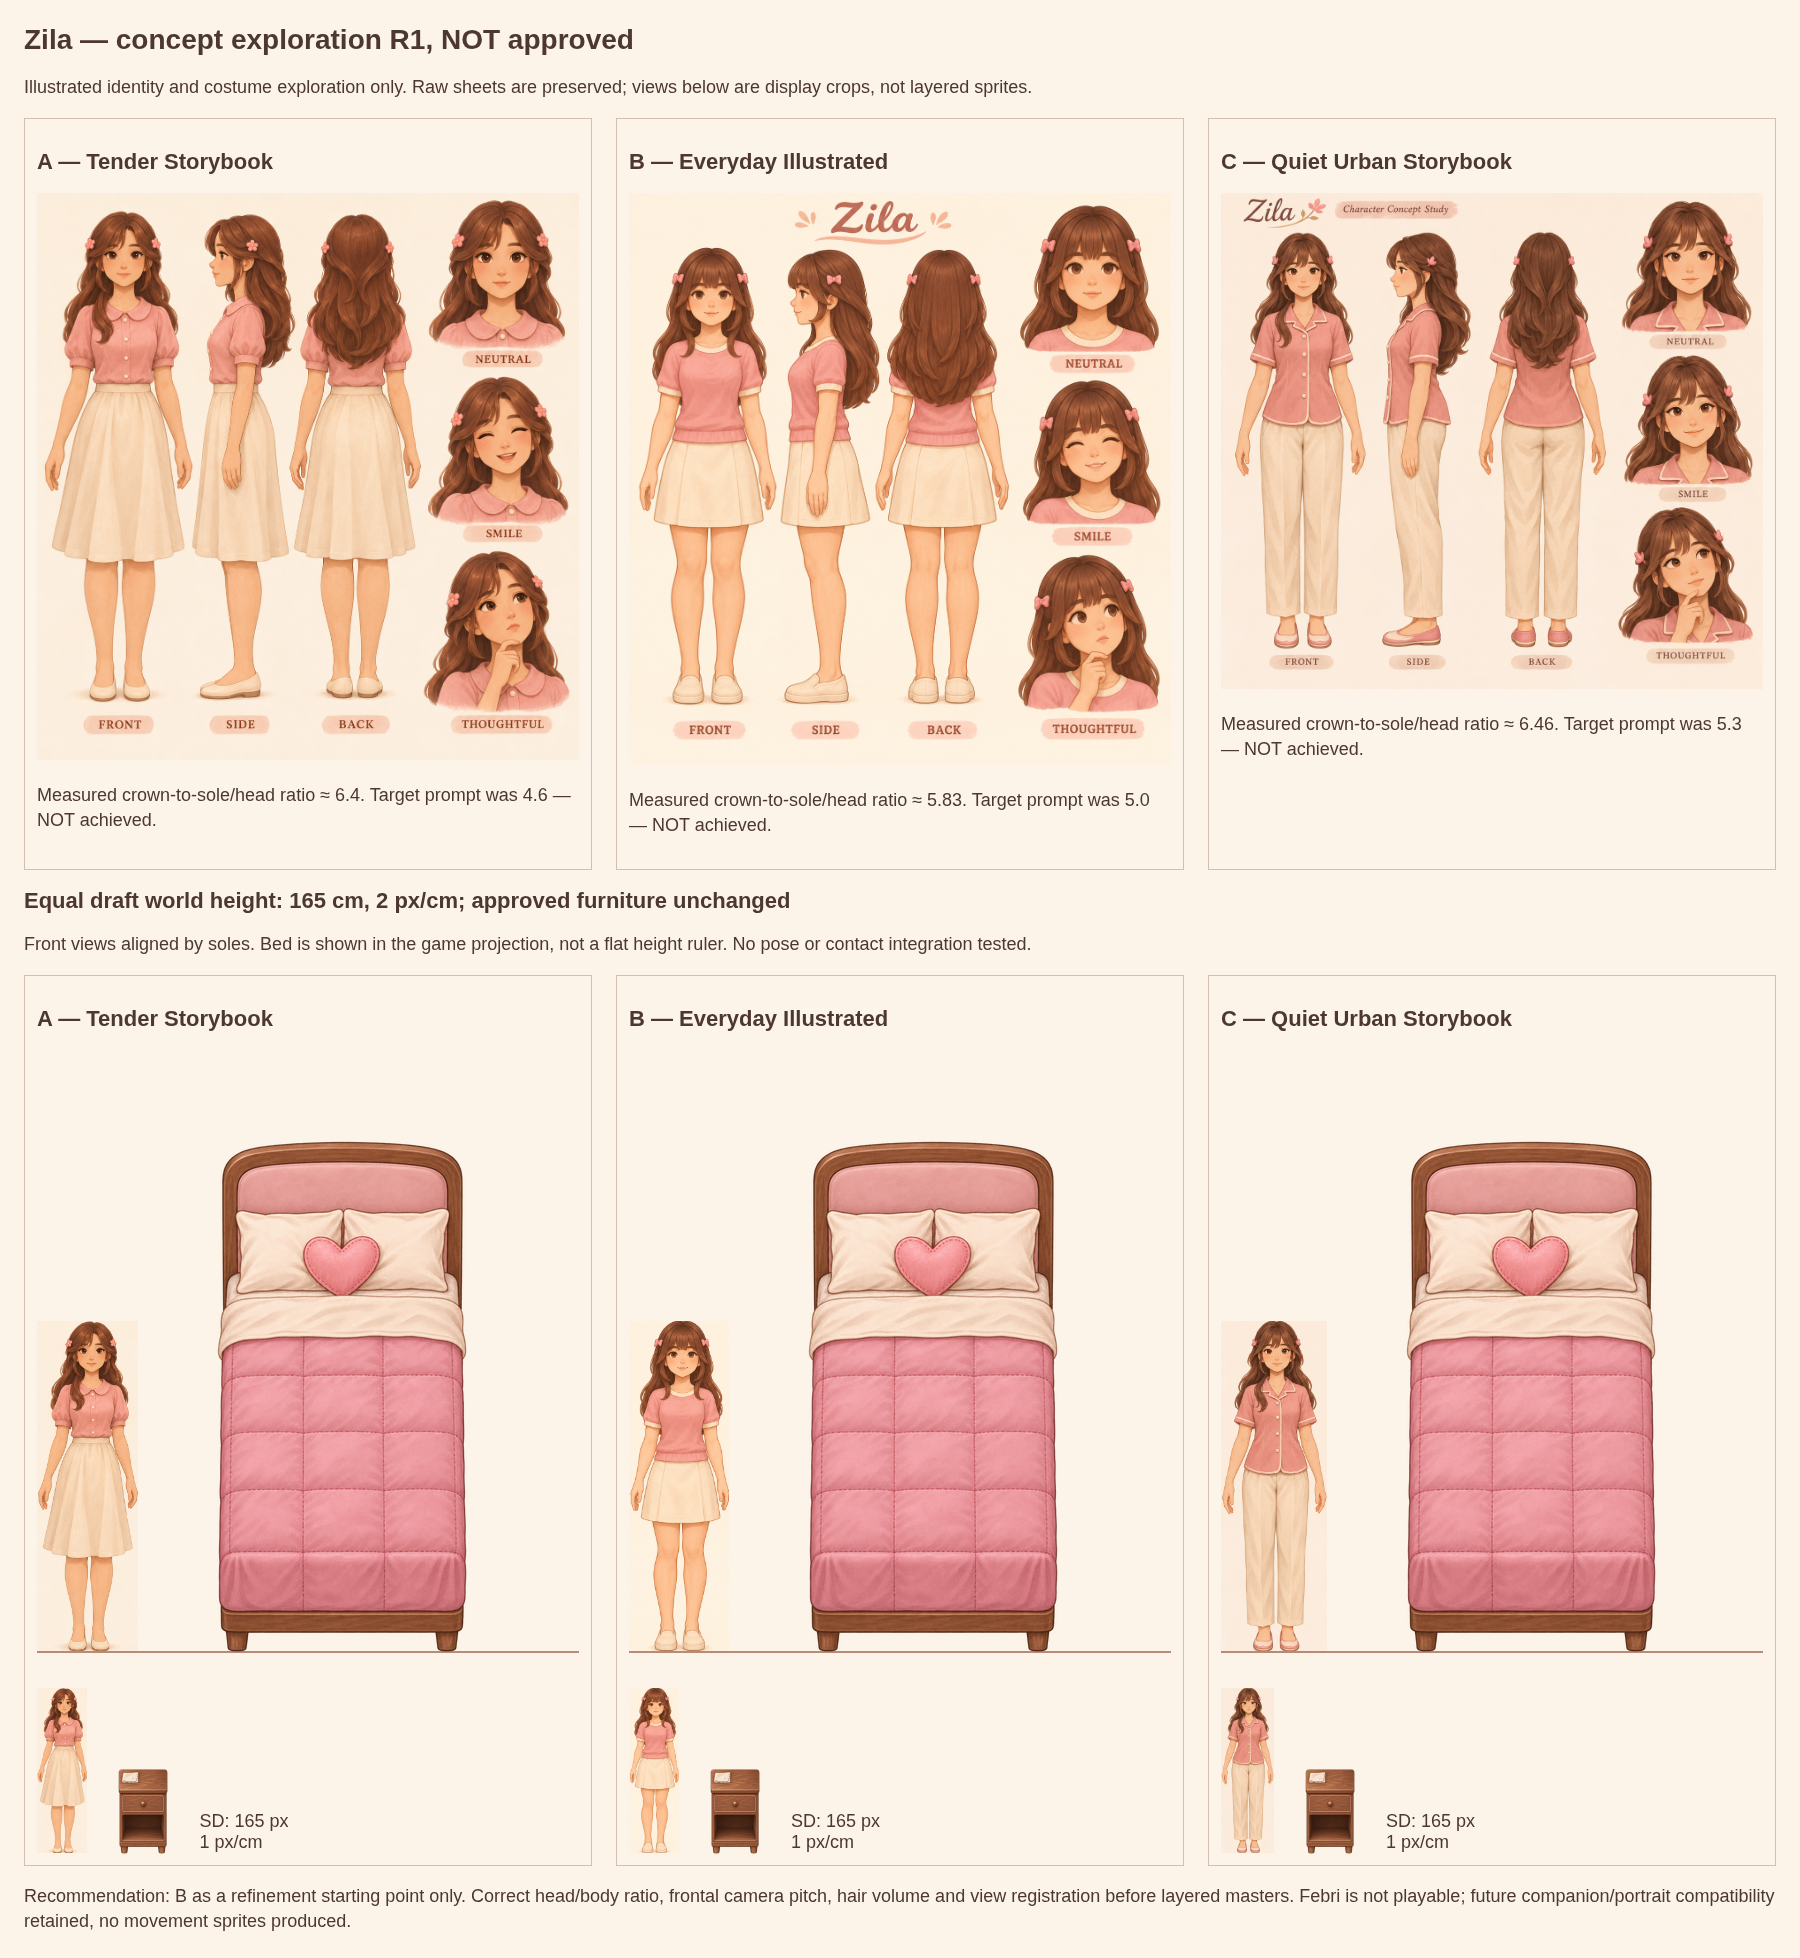 Zila — concept exploration R1, NOT approved
Illustrated identity and costume exploration only. Raw sheets are preserved; views below are display crops, not layered sprites.
A — Tender Storybook
NEUTRAL
SMILE
FRONT
SIDE
BACK
THOUGHTFUL
Measured crown-to-sole/head ratio ≈ 6.4. Target prompt was 4.6 —
NOT achieved.
B — Everyday Illustrated
Zila
NEUTRAL
SMILE
FRONT
SIDE
BACK
THOUGHTFUL
Measured crown-to-sole/head ratio ≈ 5.83. Target prompt was 5.0
— NOT achieved.
C — Quiet Urban Storybook
Zila
Character Concept Study
NEUTRAL
SMILE
FRONT
SIDE
BACK
THOUGHTFUL
Measured crown-to-sole/head ratio ≈ 6.46. Target prompt was 5.3
— NOT achieved.
Equal draft world height: 165 cm, 2 px/cm; approved furniture unchanged
Front views aligned by soles. Bed is shown in the game projection, not a flat height ruler. No pose or contact integration tested.
A — Tender Storybook
SD: 165 px
1 px/cm
B — Everyday Illustrated
SD: 165 px
1 px/cm
C — Quiet Urban Storybook
SD: 165 px
1 px/cm
Recommendation: B as a refinement starting point only. Correct head/body ratio, frontal camera pitch, hair volume and view registration before layered masters. Febri is not playable; future companion/portrait compatibility
retained, no movement sprites produced.